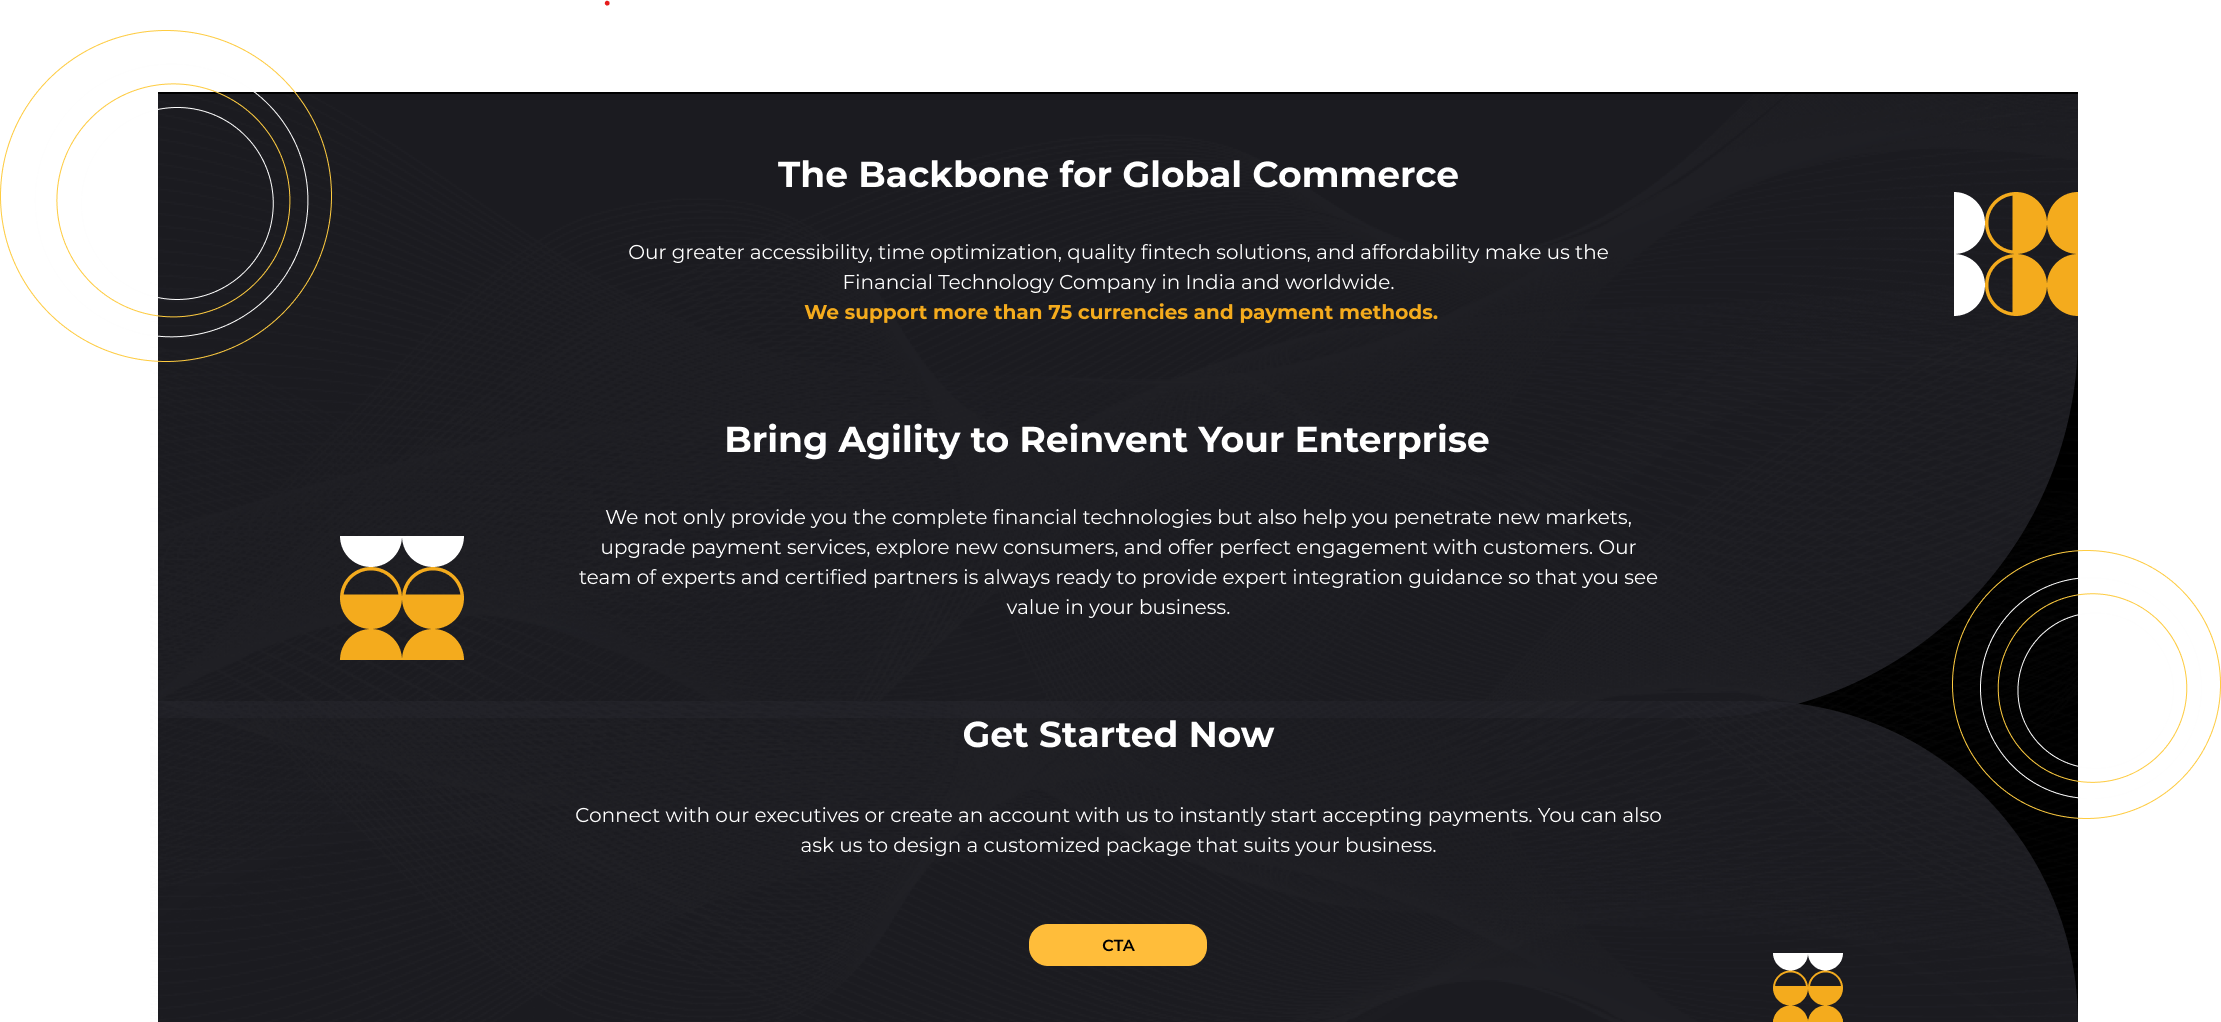 The Backbone for Global Commerce
Our greater accessibility, time optimization, quality fintech solutions, and affordability make us the
Financial Technology Company in India and worldwide.
We support more than 75 currencies and payment methods.
Bring Agility to Reinvent Your Enterprise
We not only provide you the complete financial technologies but also help you penetrate new markets,
upgrade payment services, explore new consumers, and offer perfect engagement with customers. Our
team of experts and certified partners is always ready to provide expert integration guidance so that you see
value in your business.
Get Started Now
Connect with our executives or create an account with us to instantly start accepting payments. You can also
ask us to design a customized package that suits your business.
CTA